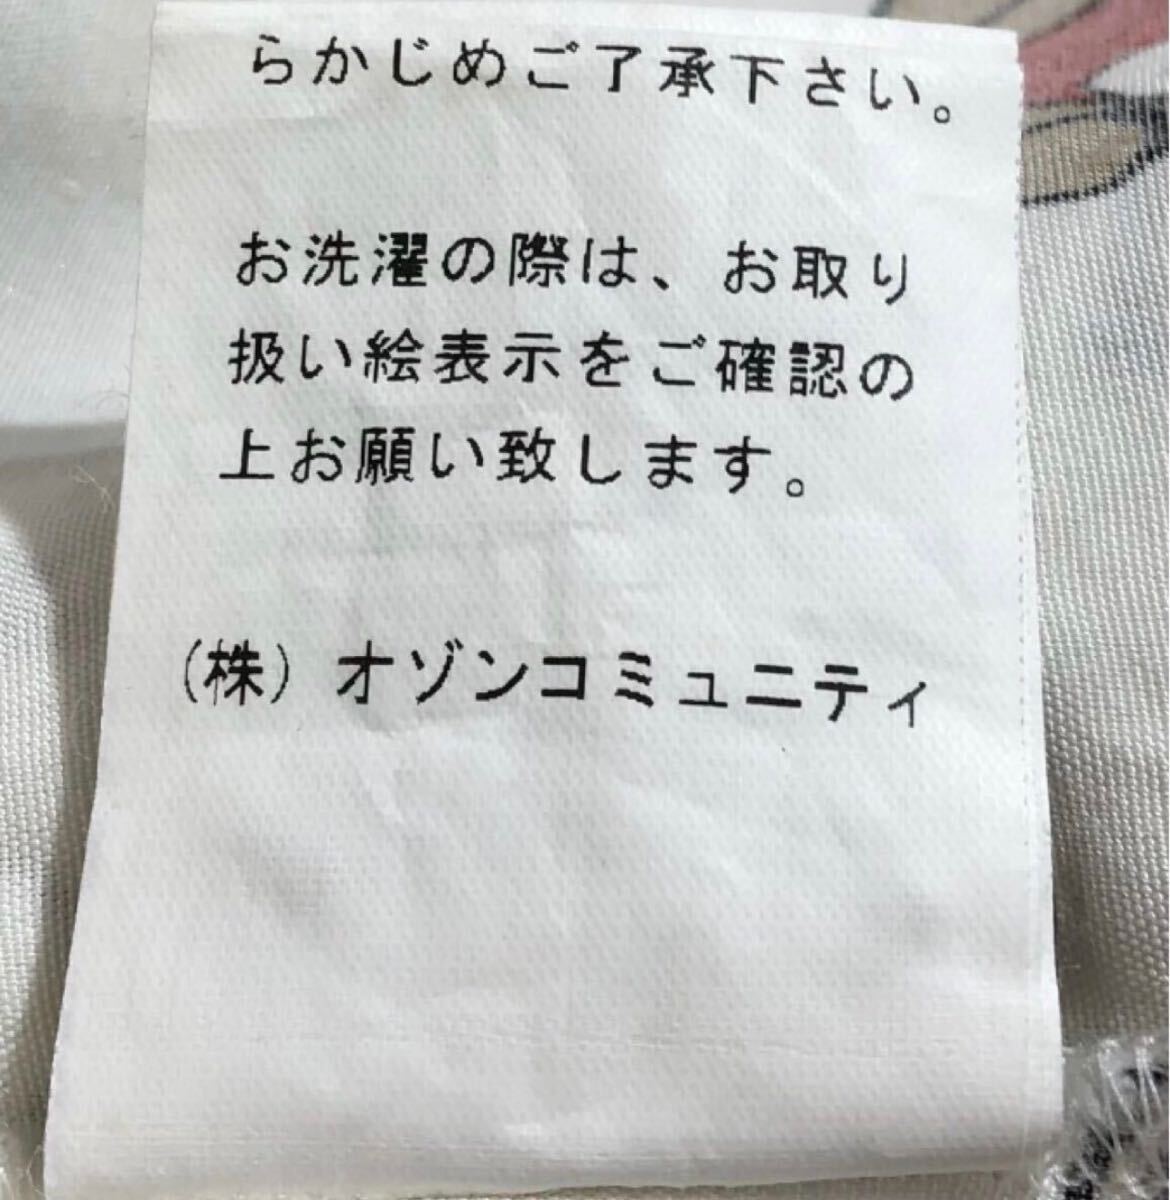 らかじめご了承下さい。
お洗濯の際は、お取り
扱い絵表示をご確認の
上お願い致します。
(株)オゾンコミュニティ